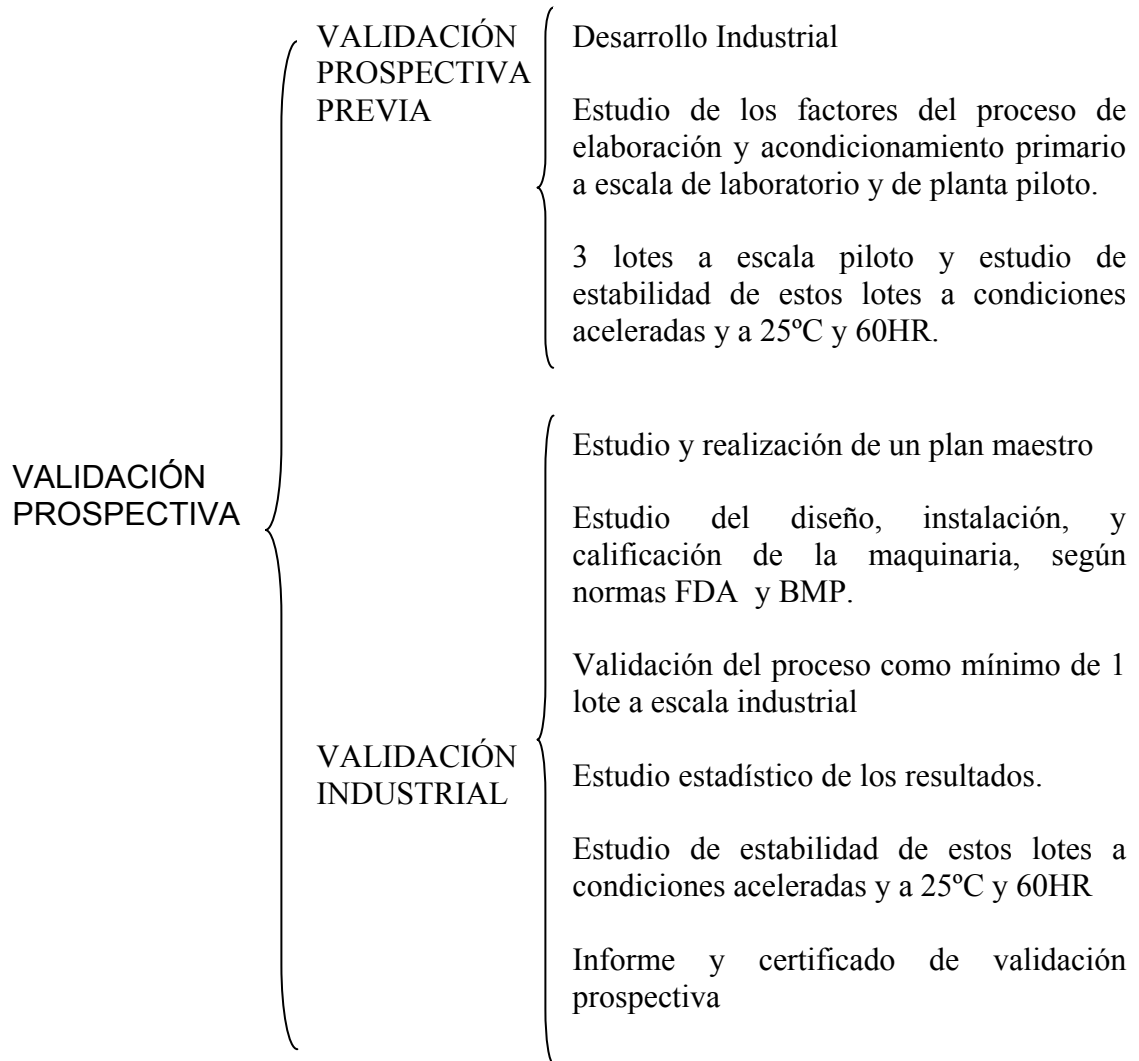 VALIDACIÓN
PROSPECTIVA
VALIDACIÓN
PROSPECTIVA
PREVIA
Desarrollo Industrial
Estudio de los factores del proceso de
elaboración y acondicionamiento primario
a escala de laboratorio y de planta piloto.
3 lotes a escala piloto y estudio de
estabilidad de estos lotes a condiciones
aceleradas y a 25ºC y 60HR.
VALIDACIÓN
INDUSTRIAL
Estudio y realización de un plan maestro
Estudio del diseño, instalación, y
calificación de la maquinaria, según
normas FDA y BMP.
Validación del proceso como mínimo de 1
lote a escala industrial
Estudio estadístico de los resultados.
Estudio de estabilidad de estos lotes a
condiciones aceleradas y a 25ºC y 60HR
Informe y certificado de validación
prospectiva